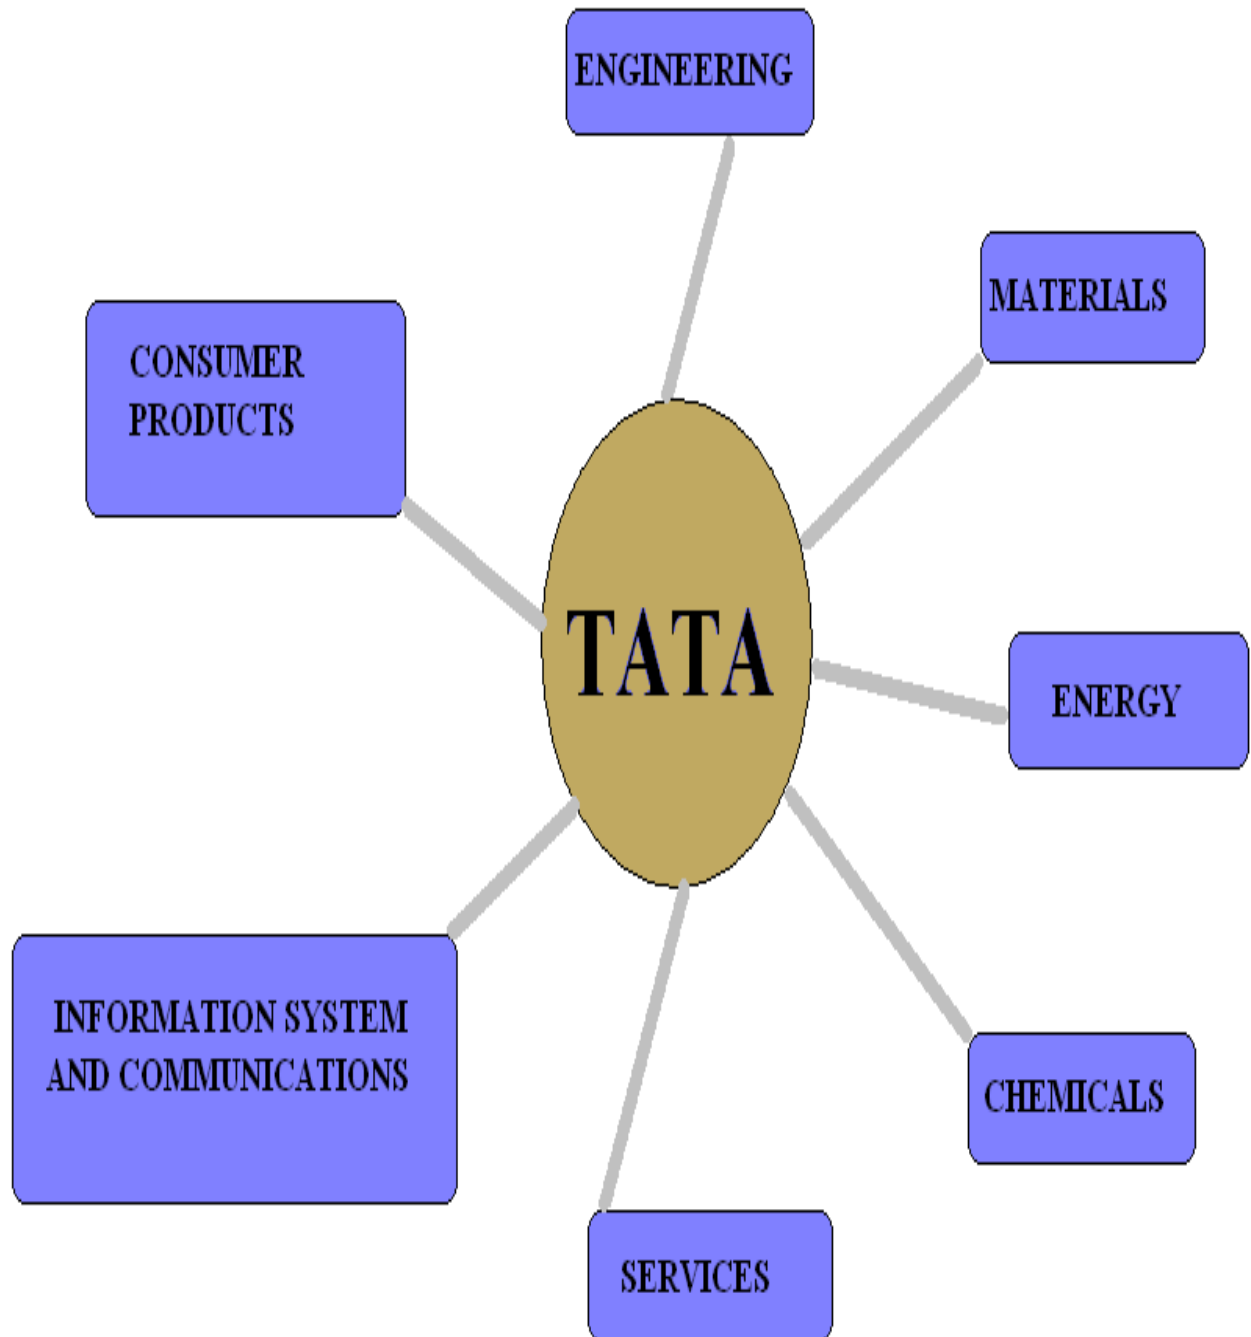 ENGINEERING
MATERIALS
CONSUMER
PRODUCTS
TATA
ENERGY
INFORMATION SYSTEM
AND COMMUNICATIONS
CHEMICALS
SERVICES